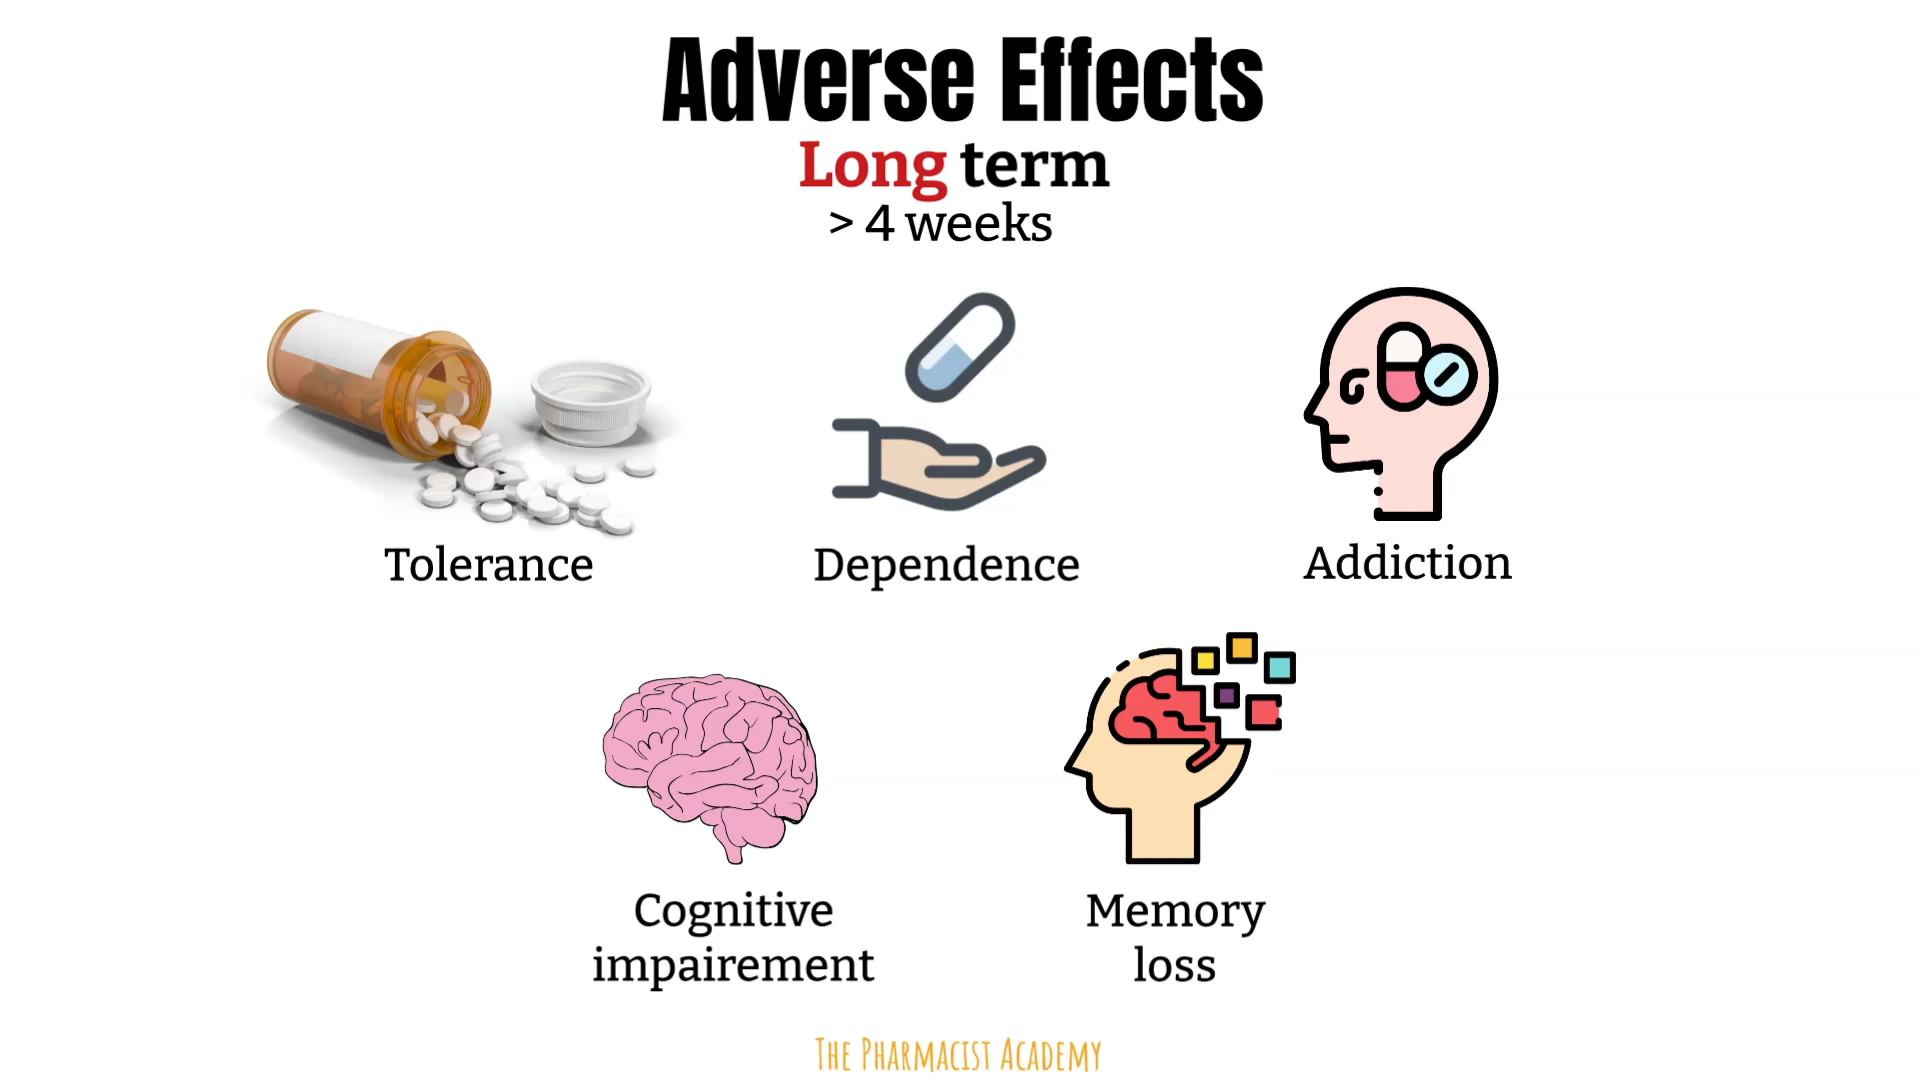 Adverse Effects
Long term
> 4 weeks
Tolerance
Dependence
Addiction
Cognitive
impairement
Memory
loss
The Pharmacist Academy